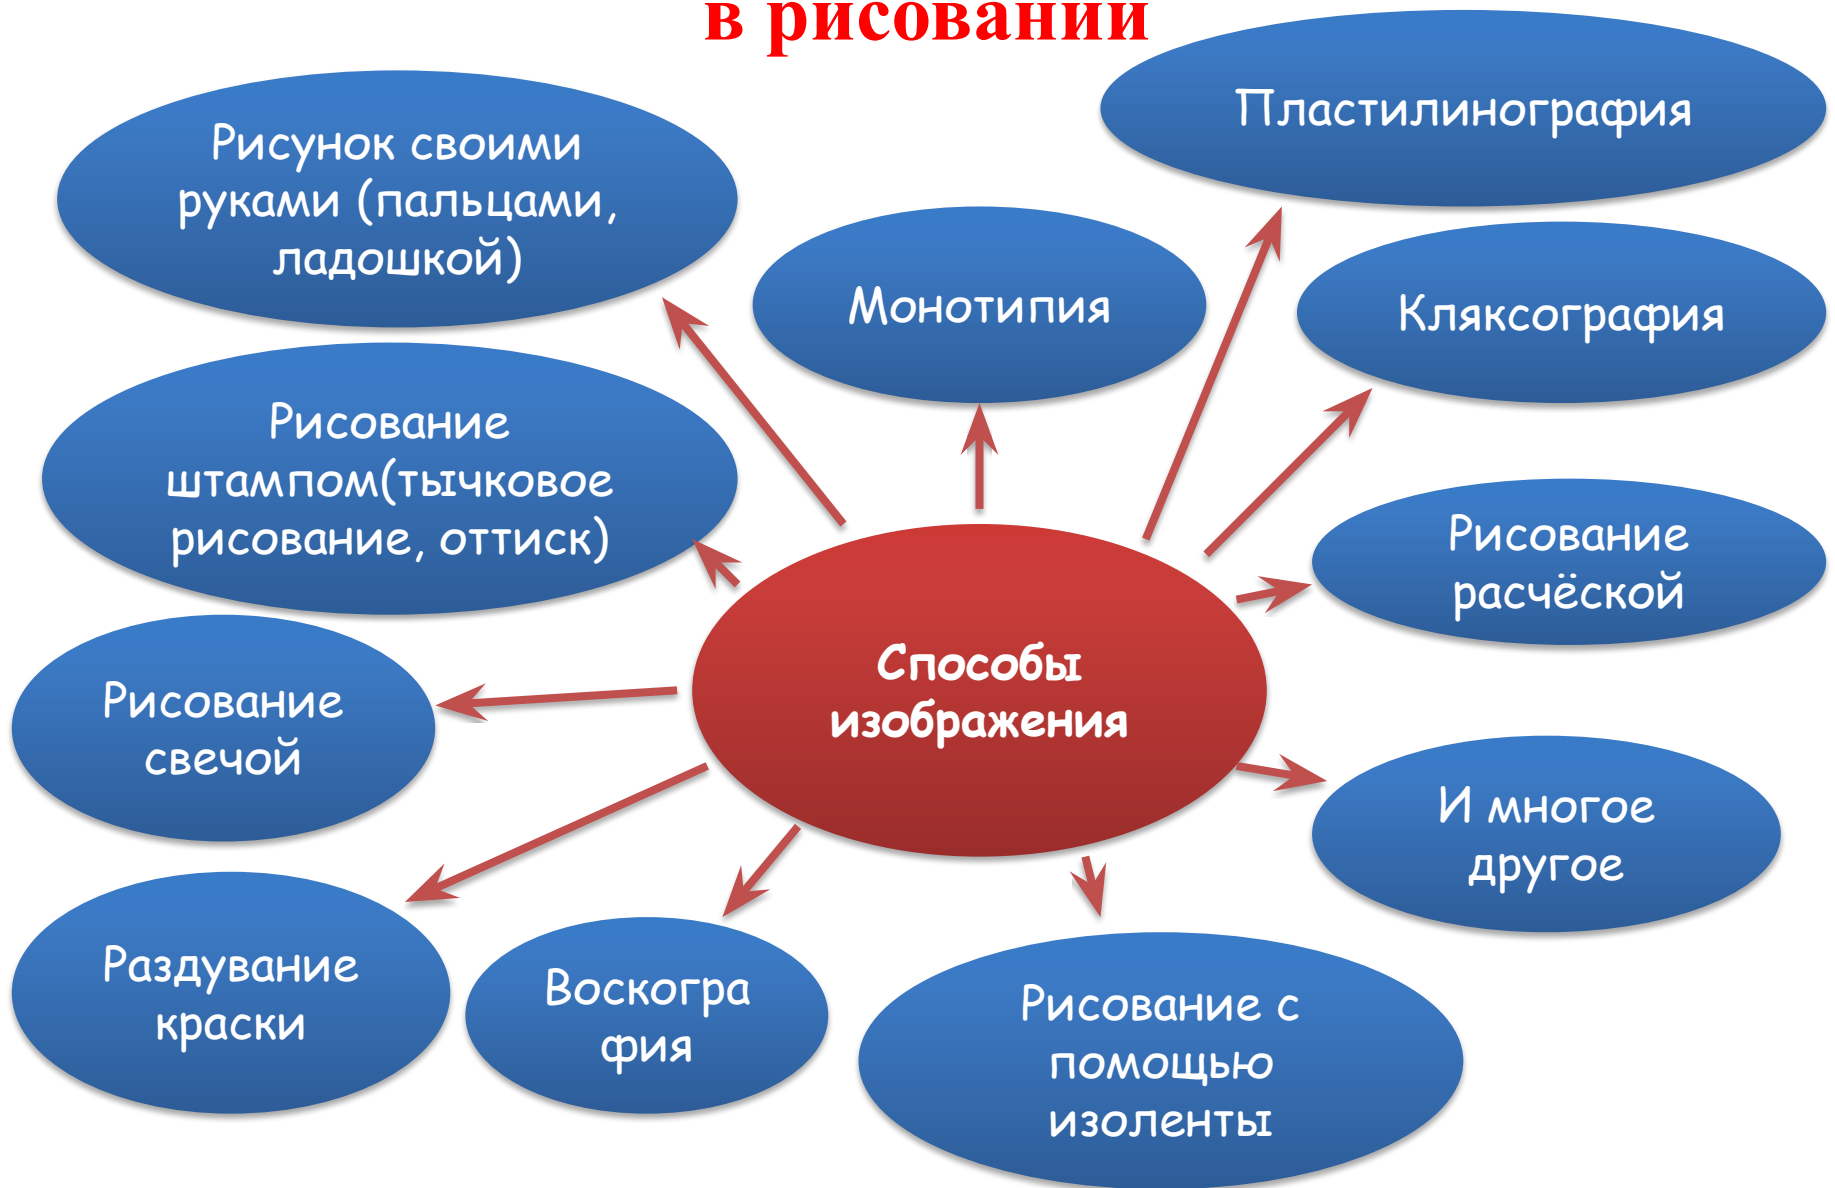 в рисовании
Рисунок своими
руками (пальцами,
ладошкой)
Пластилинография
Монотипия
Кляксография
Рисование
штампом(тычковое
рисование, оттиск)
Рисование
расчёской
Способы
изображения
Рисование
свечой
И многое
другое
Раздувание
краски
Воскогра
фия
Рисование с
помощью
изоленты